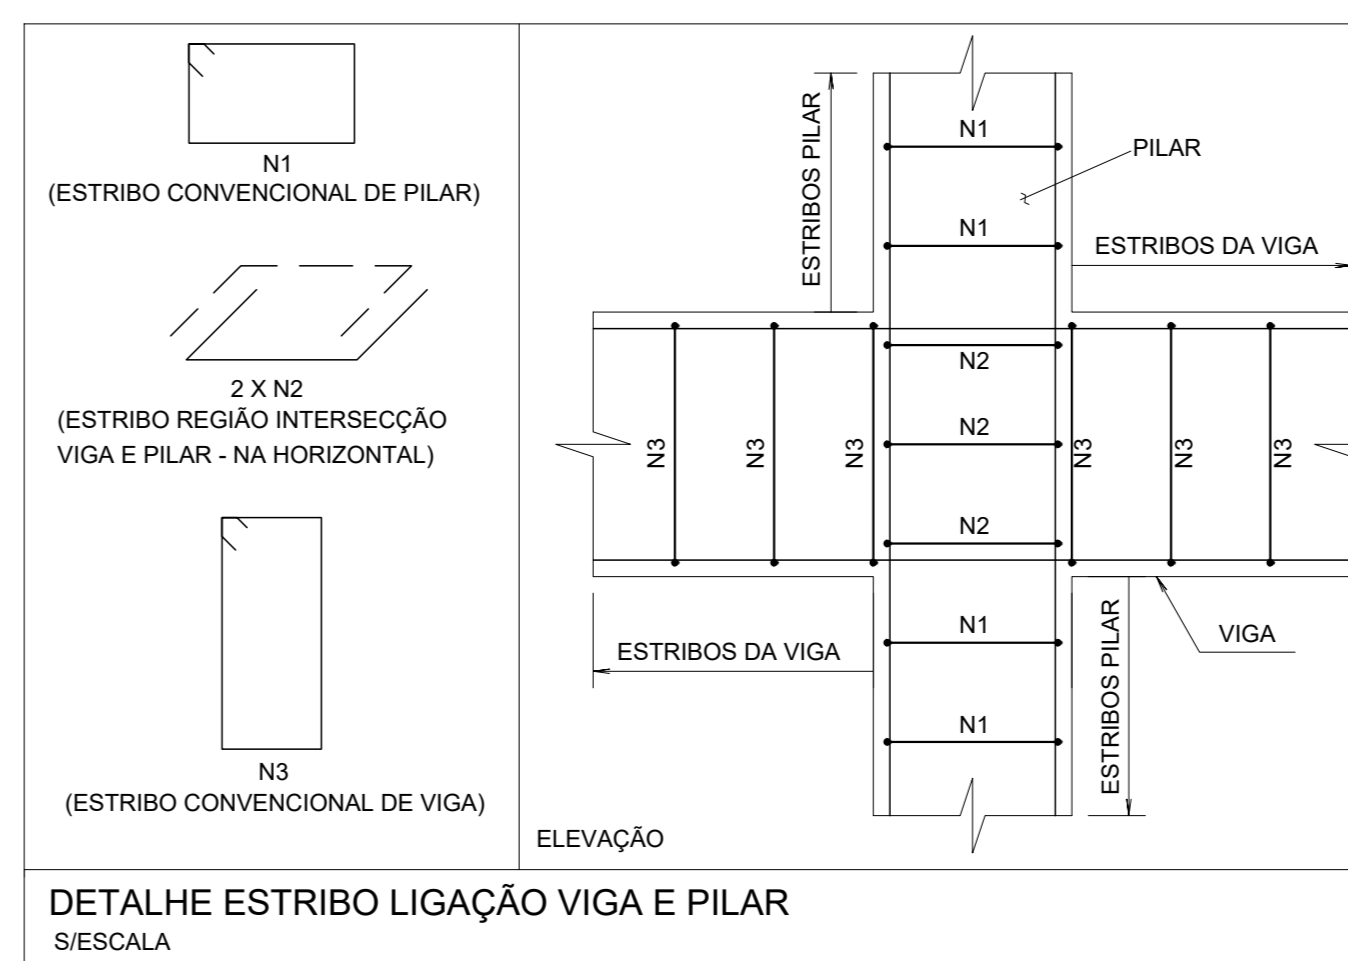 N1
(ESTRIBO CONVENCIONAL DE PILAR)
2 X N2
(ESTRIBO REGIÃO INTERSECÇÃO
VIGA E PILAR - NA HORIZONTAL)
N3
(ESTRIBO CONVENCIONAL DE VIGA)
ESTRIBOS PILAR
N1
PILAR
N1
ESTRIBOS DA VIGA
N2
N2
N3
N3
N3
N3
N3
N3
N2
N1
ESTRIBOS DA VIGA
ESTRIBOS PILAR
VIGA
N1
ELEVAÇÃO
DETALHE ESTRIBO LIGAÇÃO VIGA E PILAR
S/ESCALA